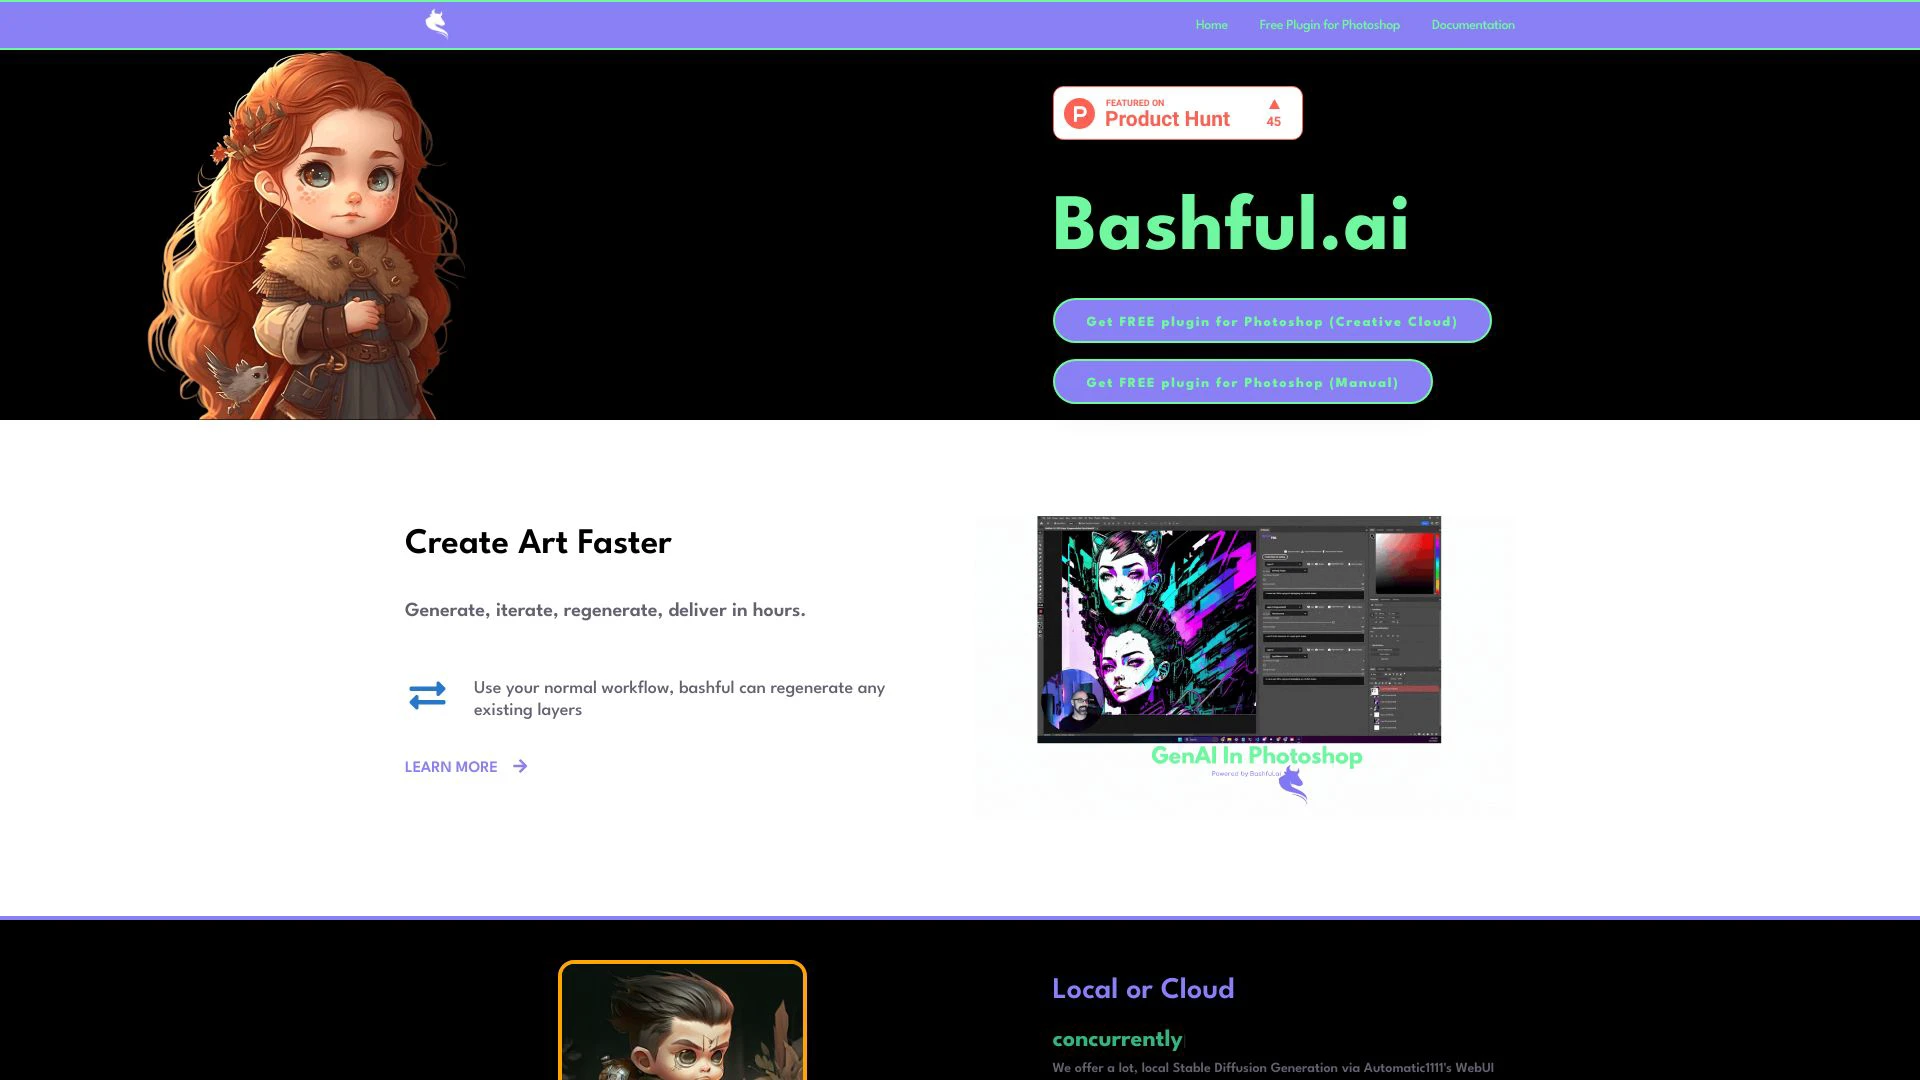 Home
Free Plugin for Photoshop
Documentation
FEATURED ON
Product Hunt
45
Bashful.ai
Get FREE plugin for Photoshop (Creative Cloud)
Get FREE plugin for Photoshop (Manual)
Create Art Faster
Generate, iterate, regenerate, deliver in hours.
Use your normal workflow, bashful can regenerate any
existing layers
LEARN MORE
GenAI In Photoshop
Powered by Bashful.ai
Local or Cloud
concurrently
We offer a lot, local Stable Diffusion Generation via Automatic1111's WebUI